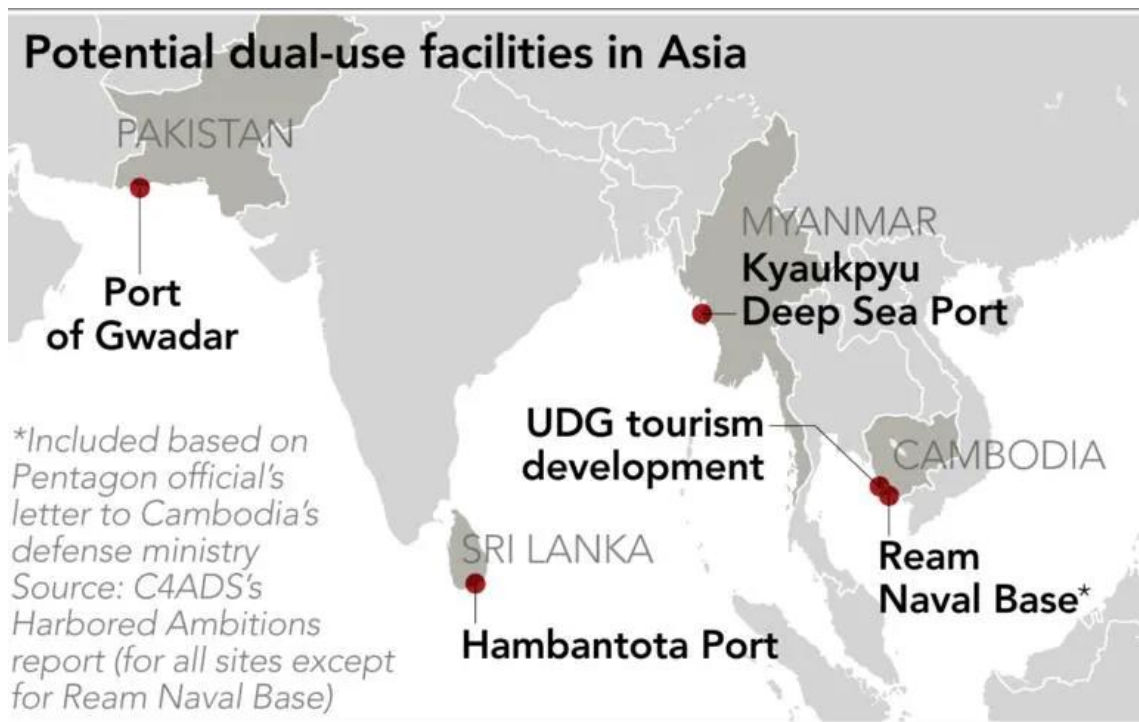 Potential dual-use facilities in Asia
PAKISTAN
Port
of Gwadar
MYANMAR
Kyaukpyu
Deep Sea Port
UDG tourism
development
CAMBODIA
Ream
Naval Base*
SRI LANKA
Hambantota Port
*Included based on
Pentagon official's
letter to Cambodia's
defense ministry
Source: C4ADS's
Harbored Ambitions
report (for all sites except
for Ream Naval Base)